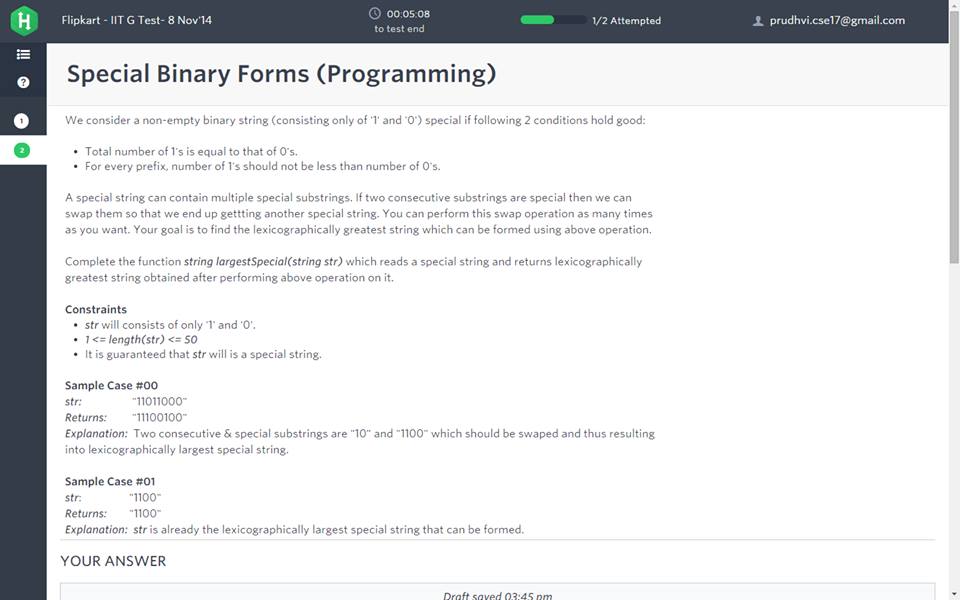 H
Flipkart - IIT G Test- 8 Nov'14
00:05:08
to test end
1/2 Attempted
prudhvi.cse17@gmail.com
?
1
2
Special Binary Forms (Programming)
We consider a non-empty binary string (consisting only of '1' and '0') special if following 2 conditions hold good:
• Total number of 1's is equal to that of 0's.
• For every prefix, number of 1's should not be less than number of 0's.
A special string can contain multiple special substrings. If two consecutive substrings are special then we can
swap them so that we end up gettting another special string. You can perform this swap operation as many times
as you want. Your goal is to find the lexicographically greatest string which can be formed using above operation.
Complete the function string largestSpecial(string str) which reads a special string and returns lexicographically
greatest string obtained after performing above operation on it.
Constraints
• str will consists of only '1' and '0'.
• 1 <= length(str) <= 50
• It is guaranteed that str will is a special string.
Sample Case #00
str: "11011000"
Returns: "11100100"
Explanation: Two consecutive & special substrings are "10" and "1100" which should be swaped and thus resulting
into lexicographically largest special string.
Sample Case #01
str: "1100"
Returns: "1100"
Explanation: str is already the lexicographically largest special string that can be formed.
YOUR ANSWER
Draft saved 03:45 pm